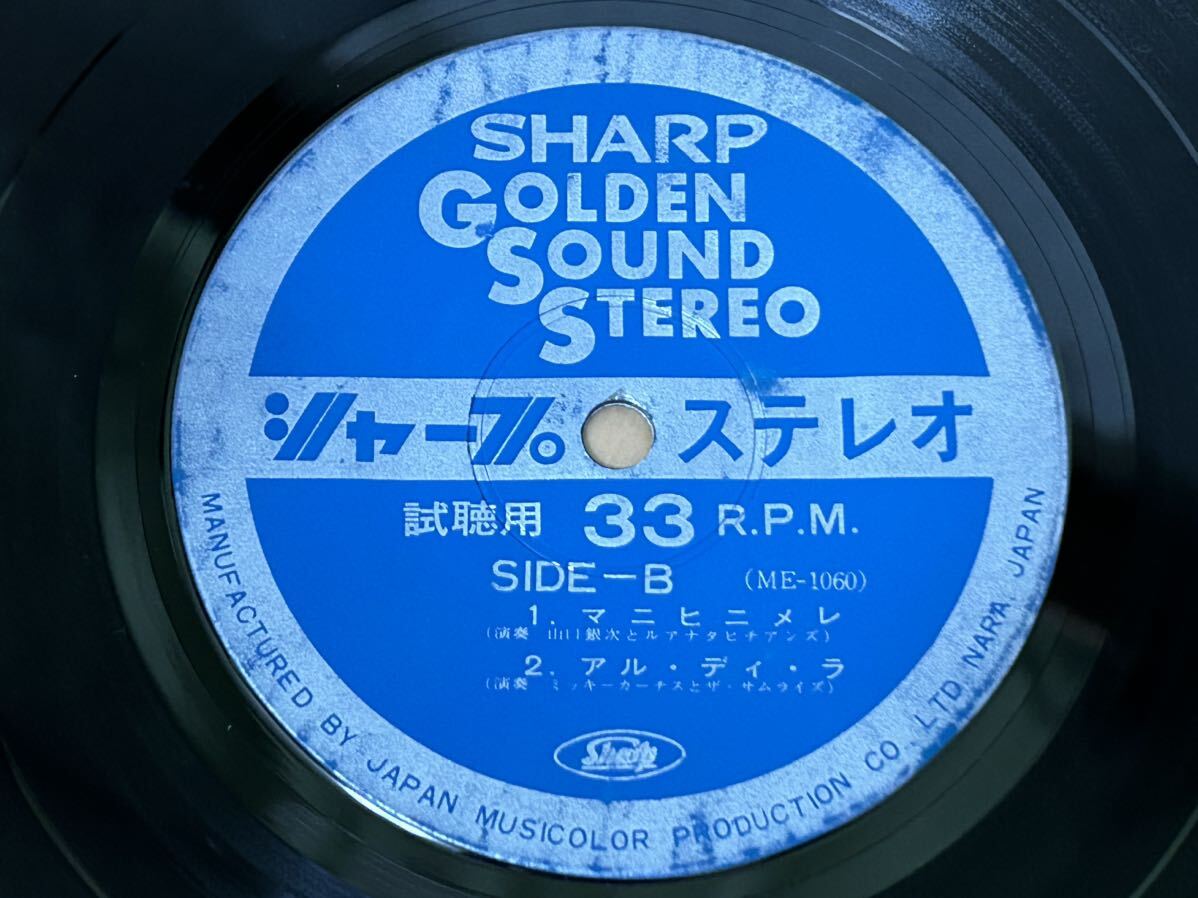 SHARP
GOLDEN
SOUND
STEREO
シャープ ステレオ
試聴用 33 R.P.M.
SIDE-B (ME-1060)
1. マニヒニメレ
(演奏 山口銀次とルアナタヒチアンズ)
2. アル・ディ・ラ
(演奏 ミッキーカーチスとザ・サムライズ)
Sharp
MANUFACTURED BY JAPAN MUSICOLOR PRODUCTION CO. LTD NARA, JAPAN